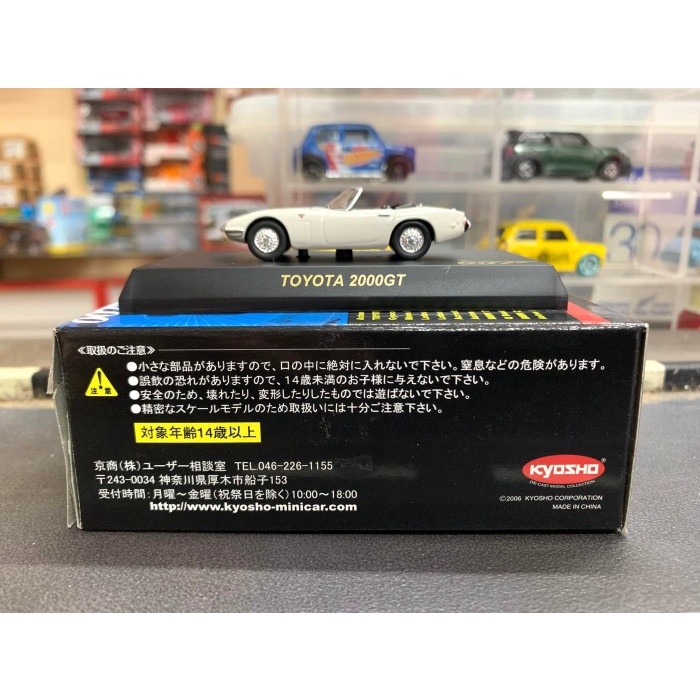 TOYOTA 2000GT
≪取扱のご注意≫
注意
●小さな部品がありますので、口の中に絶対に入れないで下さい。窒息などの危険があります。
●誤飲の恐れがありますので、14歳未満のお子様に与えないで下さい。
●安全のため、壊れたり、変形したりしたものでは遊ばないで下さい。
●精密なスケールモデルのため取扱いには十分ご注意下さい。
対象年齢14歳以上
京商(株)ユーザー相談室 TEL.046-226-1155
〒243-0034 神奈川県厚木市船子153
受付時間:月曜~金曜(祝祭日を除く)10:00~18:00
http://www.kyosho-minicar.com
KYOSHO
DIE CAST MODEL COLLECTION
©2006 KYOSHO CORPORATION
MADE IN CHINA